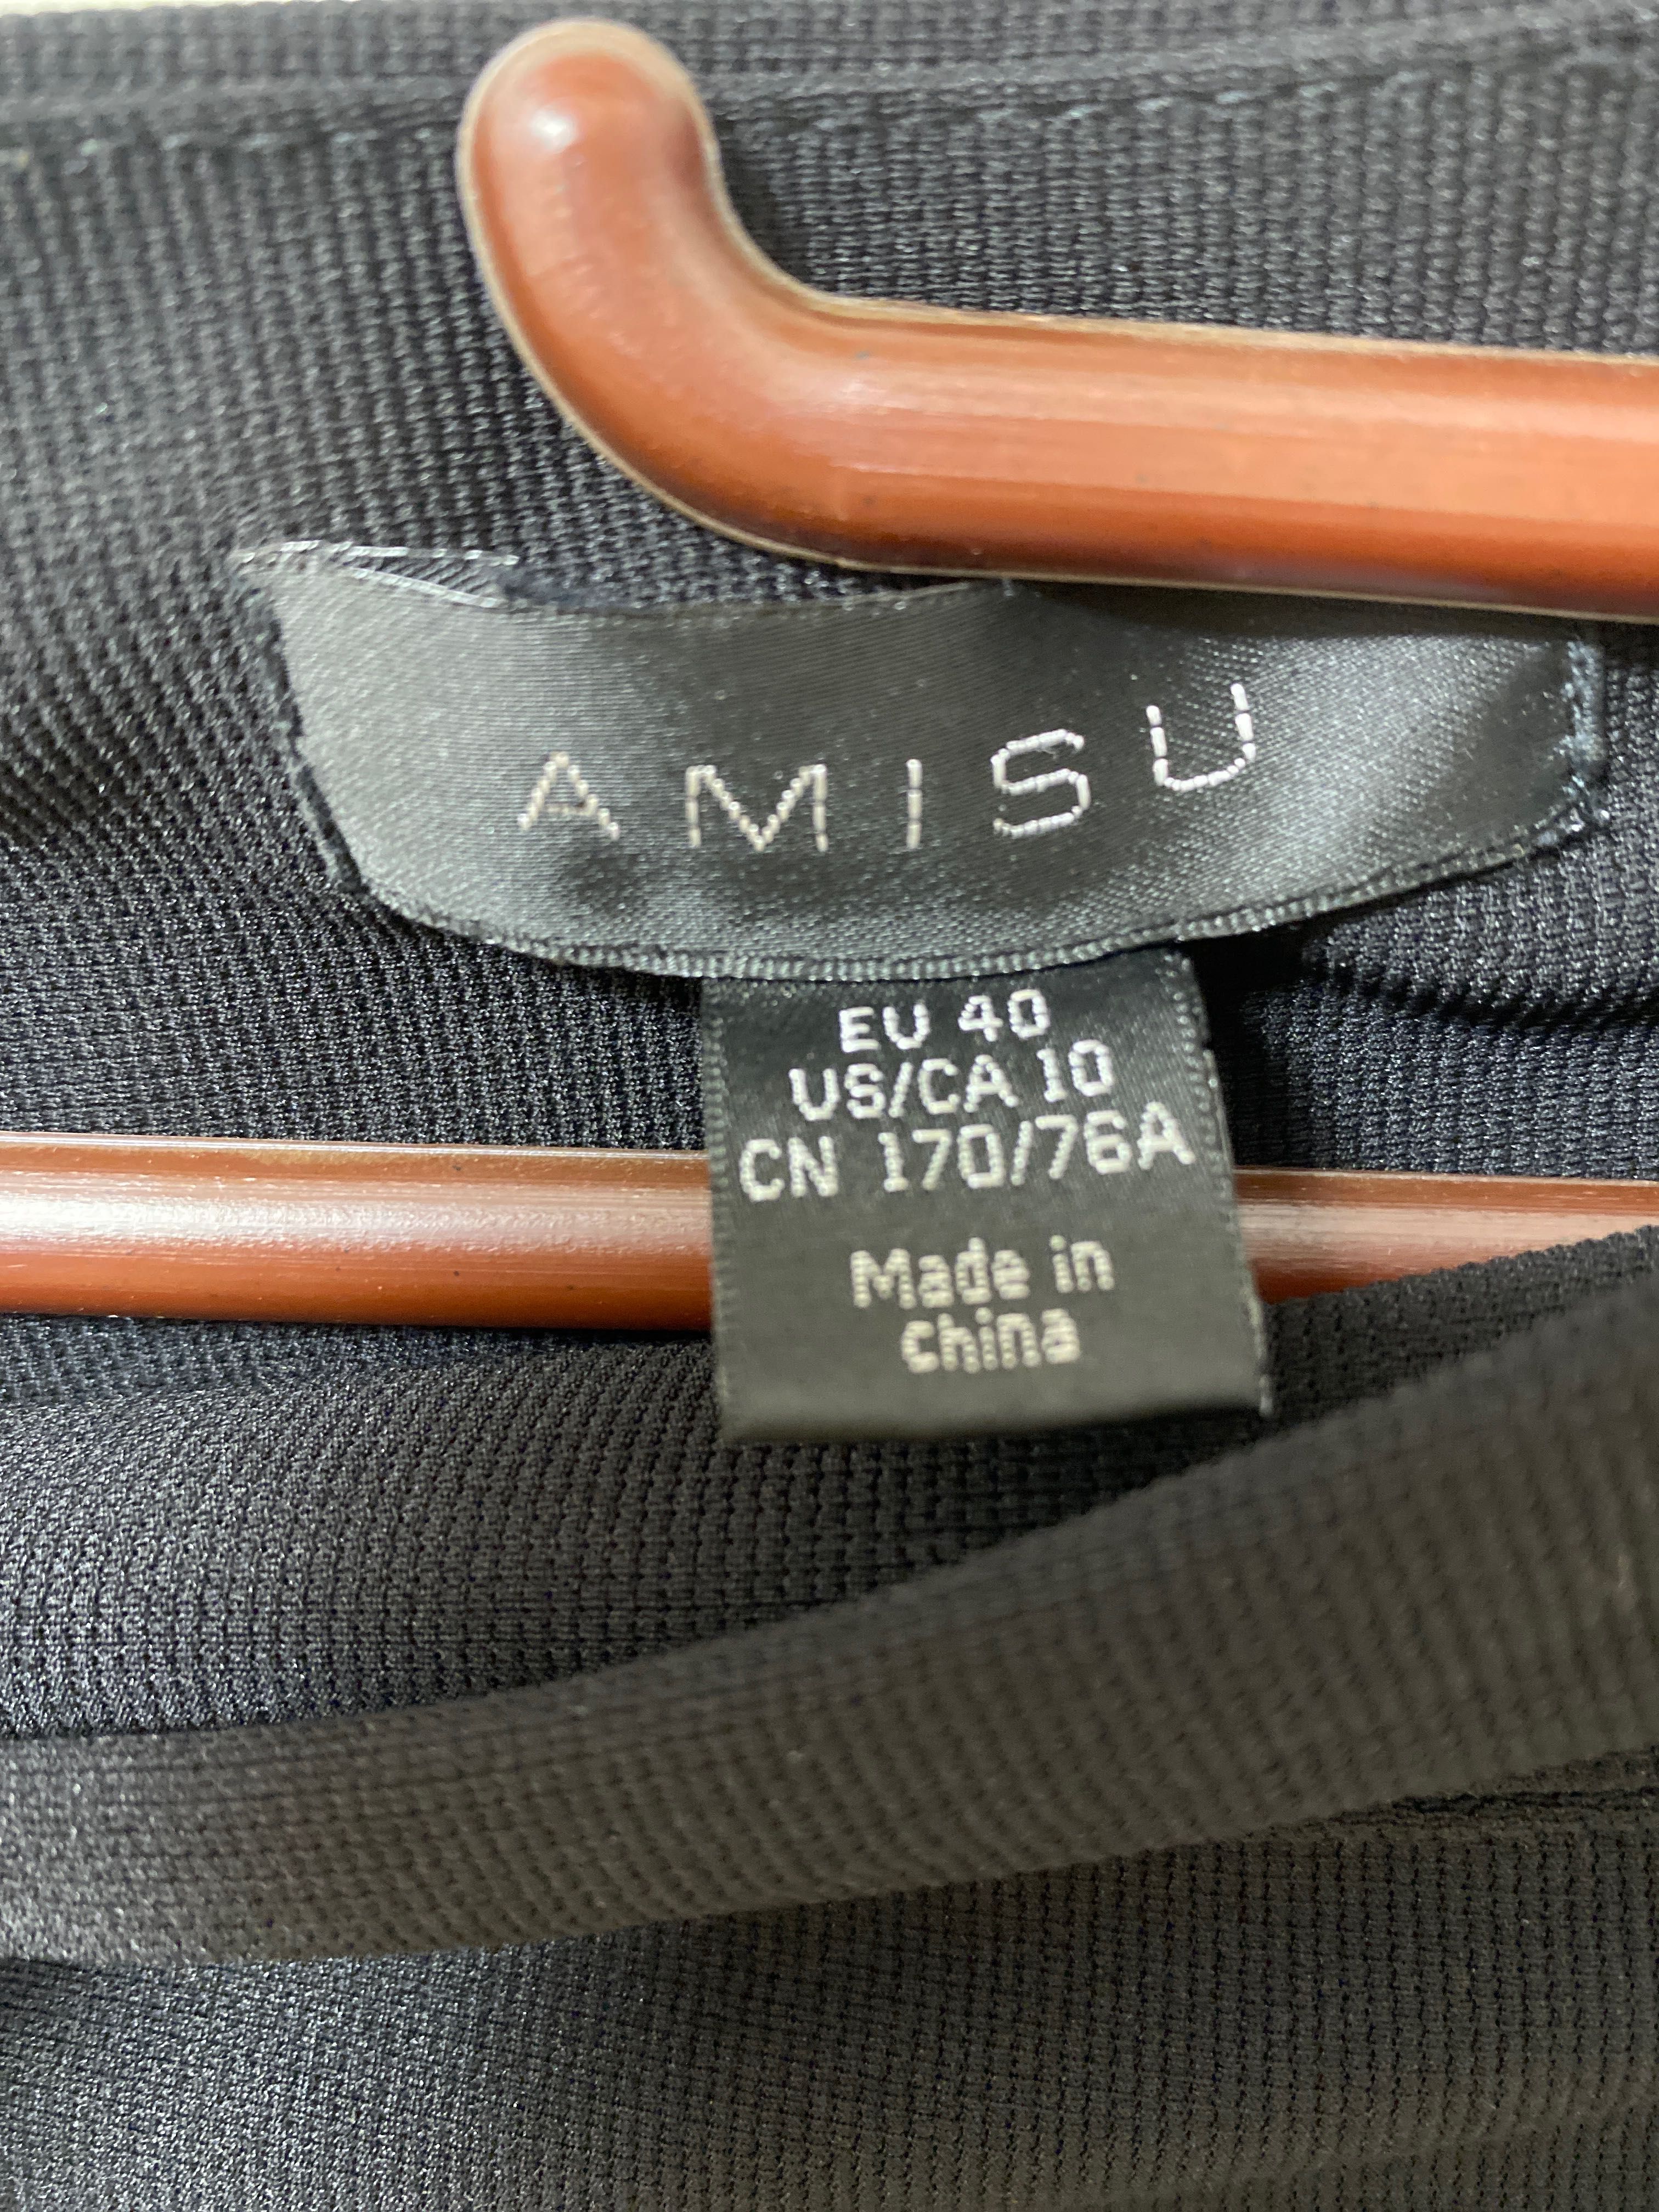 AMISU
EU 40
US/CA 10
CN 170/76A
Made in
china